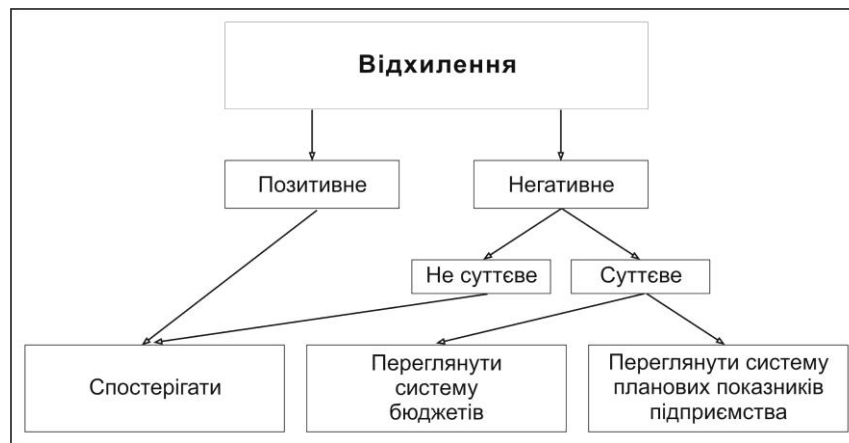 Відхилення
Позитивне
Негативне
Не суттєве
Суттєве
Спостерігати
Переглянути
систему
бюджетів
Переглянути систему
планових показників
підприємства